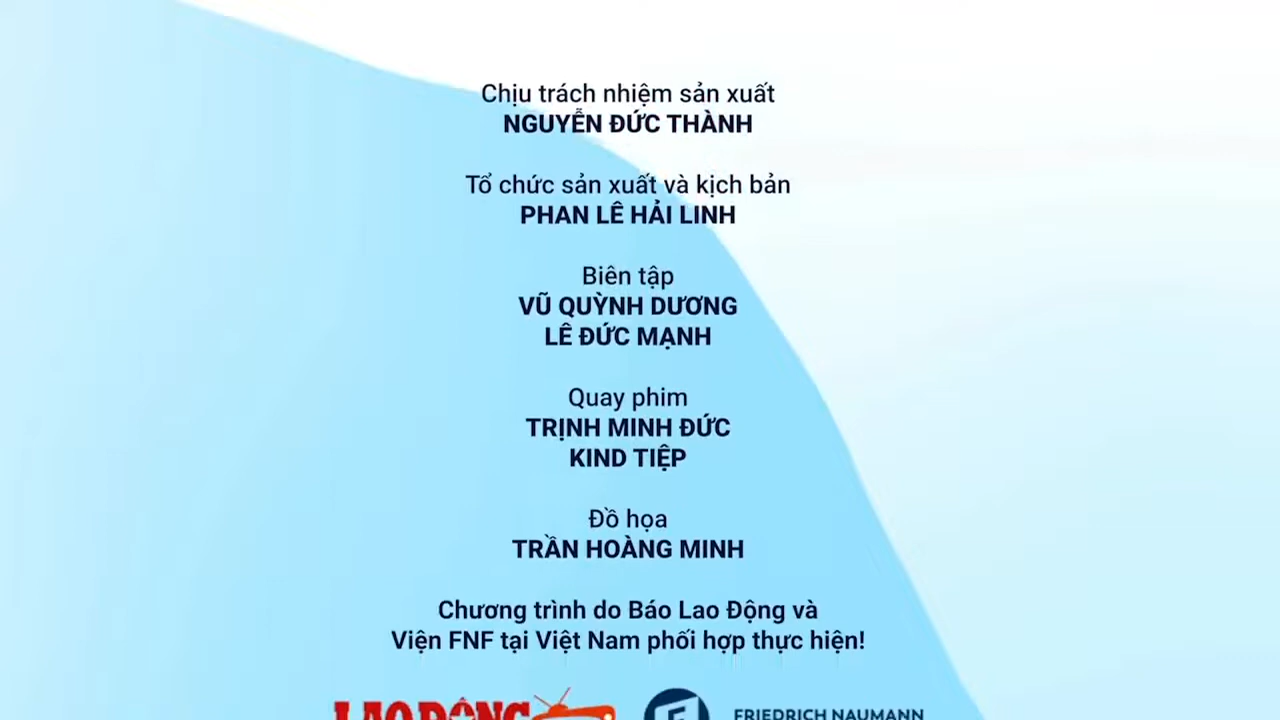 Chịu trách nhiệm sản xuất
NGUYỄN ĐỨC THÀNH
Tổ chức sản xuất và kịch bản
PHAN LÊ HẢI LINH
Biên tập
VŨ QUỲNH DƯƠNG
LÊ ĐỨC MẠNH
Quay phim
TRỊNH MINH ĐỨC
KIND TIỆP
Đồ họa
TRẦN HOÀNG MINH
Chương trình do Báo Lao Động và
Viện FNF tại Việt Nam phối hợp thực hiện!
LAO ĐỘNG
FRIEDRICH NAUMANN